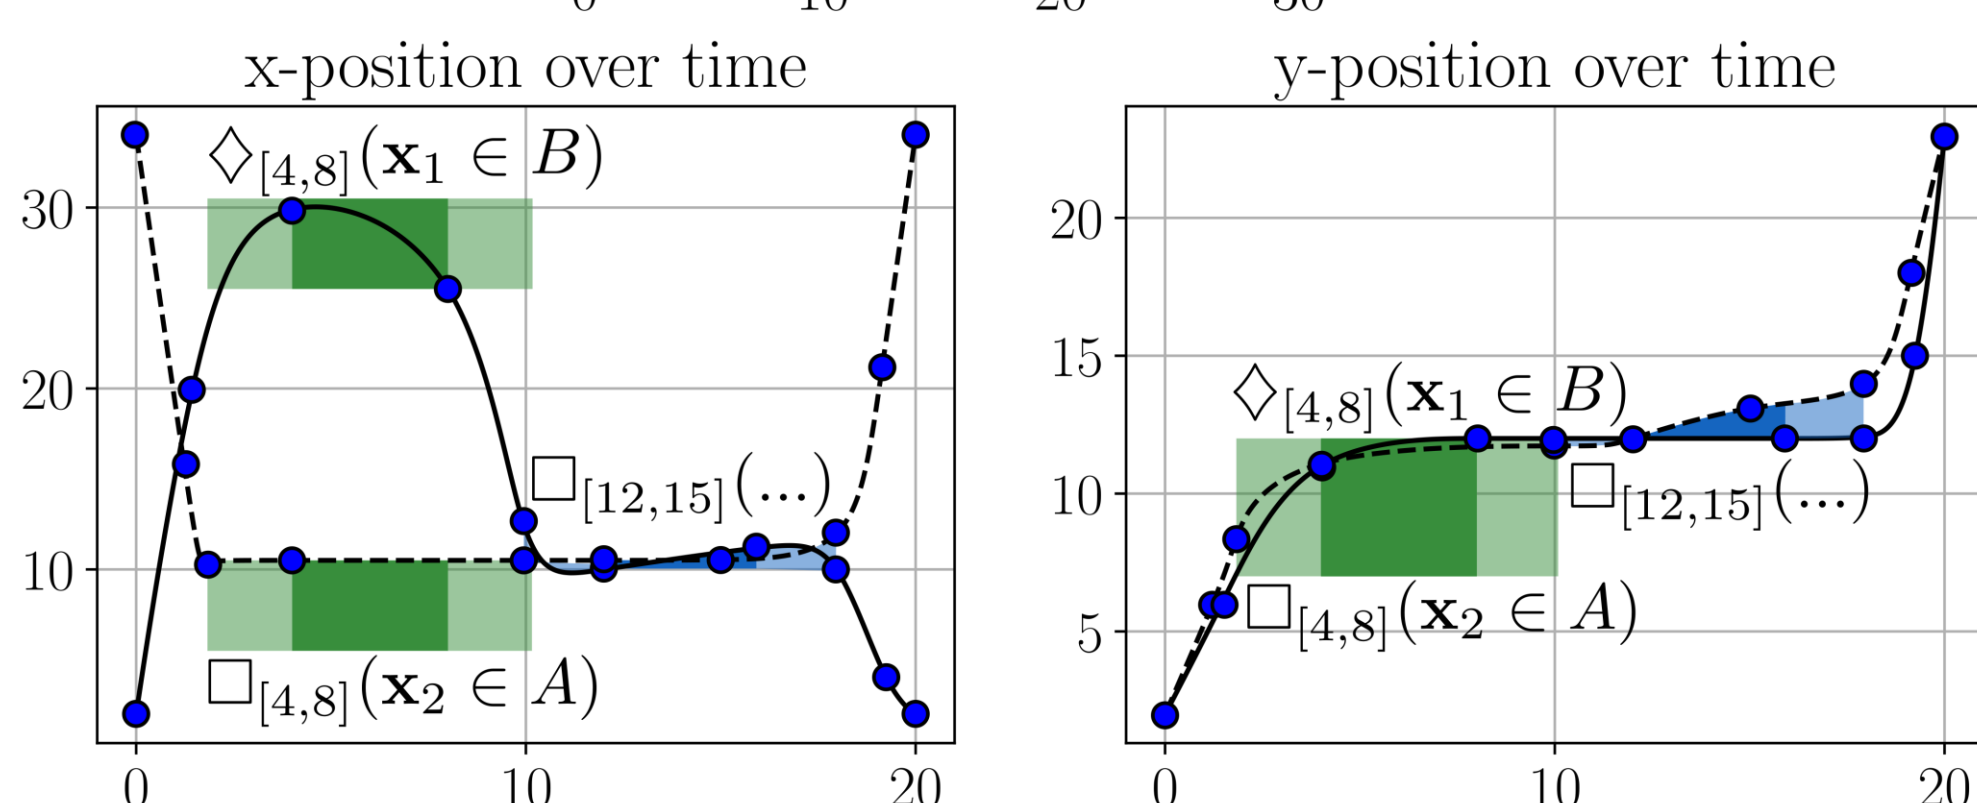 x-position over time
◇[4,8](x₁ ∈ B)
30
20
□[12,15](...)
10
□[4,8](x₂ ∈ A)
0 10 20
y-position over time
20
15
◇[4,8](x₁ ∈ B)
10
□[12,15](...)
□[4,8](x₂ ∈ A)
5
0 10 20